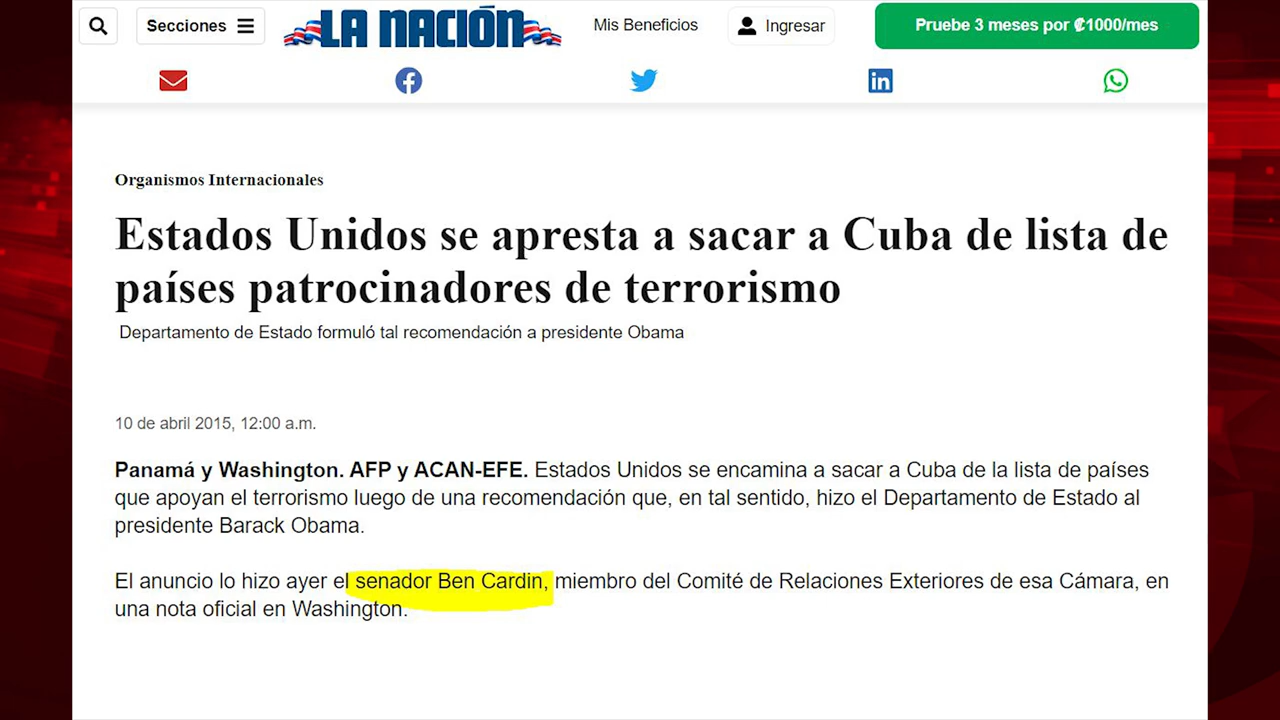 Secciones
LA NACIÓN
Mis Beneficios
Ingresar
Pruebe 3 meses por ₡1000/mes
Organismos Internacionales
Estados Unidos se apresta a sacar a Cuba de lista de
países patrocinadores de terrorismo
Departamento de Estado formuló tal recomendación a presidente Obama
10 de abril 2015, 12:00 a.m.
Panamá y Washington. AFP y ACAN-EFE. Estados Unidos se encamina a sacar a Cuba de la lista de países
que apoyan el terrorismo luego de una recomendación que, en tal sentido, hizo el Departamento de Estado al
presidente Barack Obama.
El anuncio lo hizo ayer el senador Ben Cardin, miembro del Comité de Relaciones Exteriores de esa Cámara, en
una nota oficial en Washington.